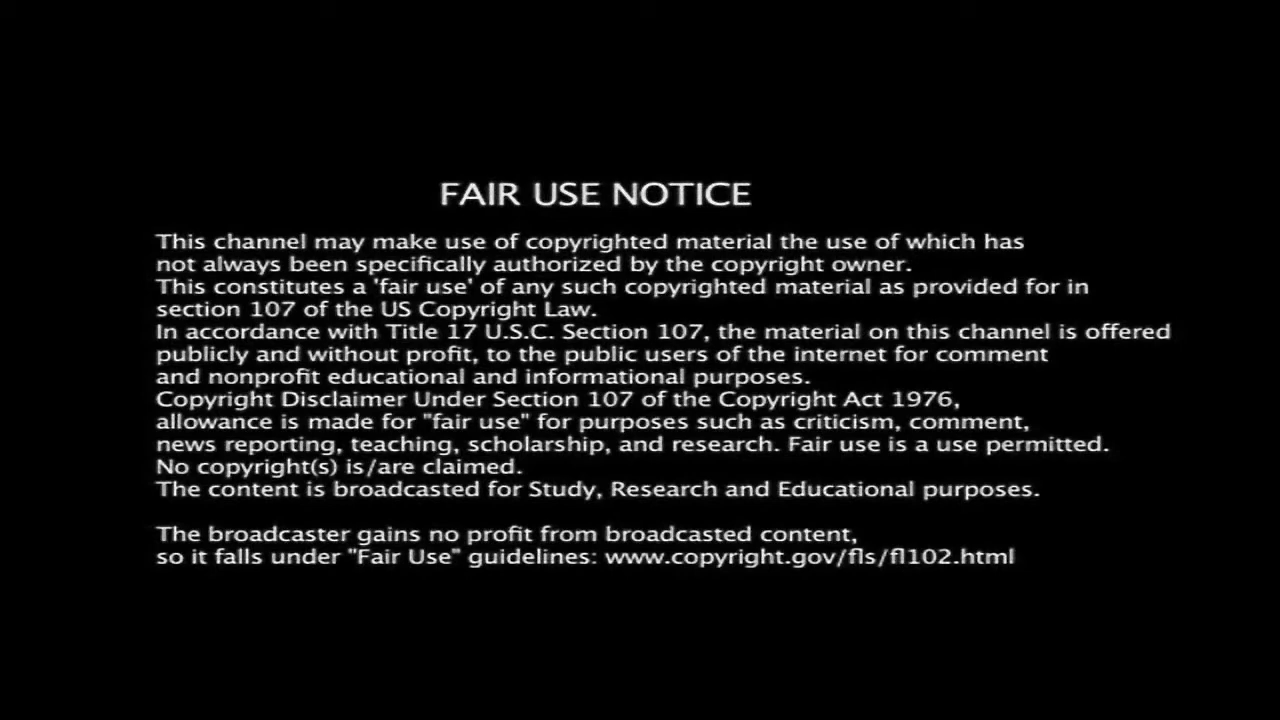 FAIR USE NOTICE
This channel may make use of copyrighted material the use of which has
not always been specifically authorized by the copyright owner.
This constitutes a 'fair use' of any such copyrighted material as provided for in
section 107 of the US Copyright Law.
In accordance with Title 17 U.S.C. Section 107, the material on this channel is offered
publicly and without profit, to the public users of the internet for comment
and nonprofit educational and informational purposes.
Copyright Disclaimer Under Section 107 of the Copyright Act 1976,
allowance is made for "fair use" for purposes such as criticism, comment,
news reporting, teaching, scholarship, and research. Fair use is a use permitted.
No copyright(s) is/are claimed.
The content is broadcasted for Study, Research and Educational purposes.
The broadcaster gains no profit from broadcasted content,
so it falls under "Fair Use" guidelines: www.copyright.gov/fls/fl102.html